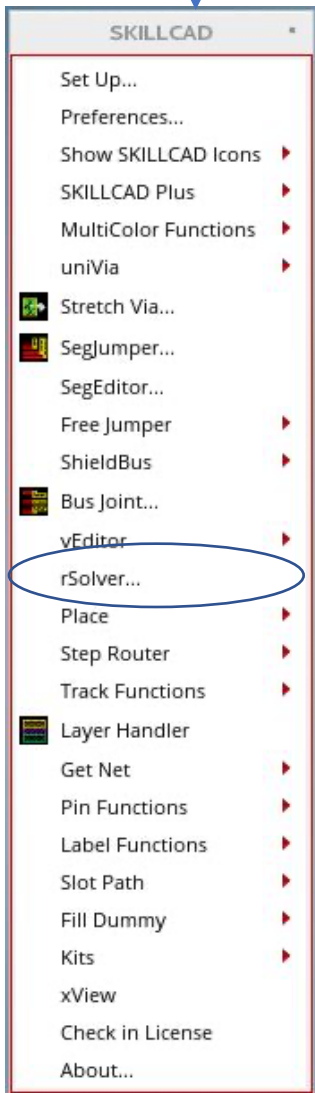 SKILLCAD
Set Up...
Preferences...
Show SKILLCAD Icons
SKILLCAD Plus
MultiColor Functions
uniVia
Stretch Via...
SegJumper...
SegEditor...
Free Jumper
ShieldBus
Bus Joint...
vEditor
rSolver...
Place
Step Router
Track Functions
Layer Handler
Get Net
Pin Functions
Label Functions
Slot Path
Fill Dummy
Kits
xView
Check in License
About...